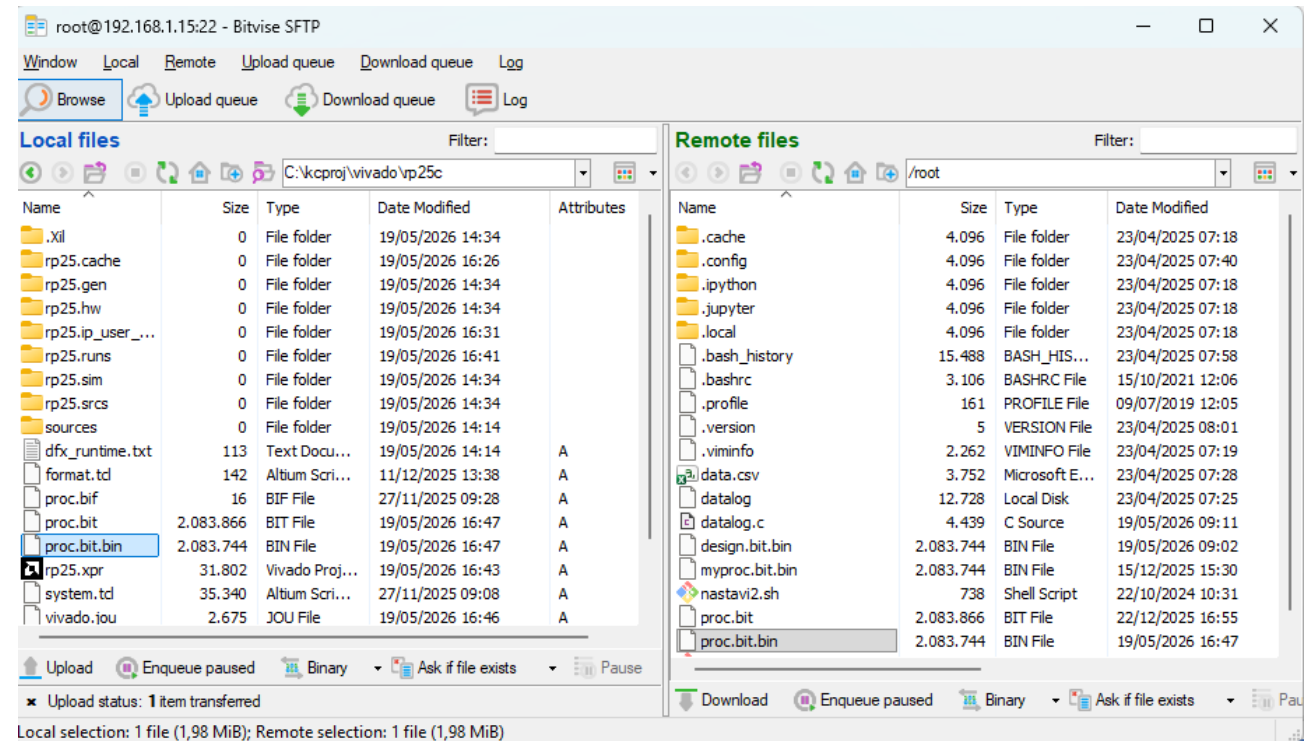 root@192.168.1.15:22 - Bitvise SFTP
Window Local Remote Upload queue Download queue Log
Browse Upload queue Download queue Log
Local files Filter:
C:\kcproj\vivado\rp25c
Name Size Type Date Modified Attributes
.Xil 0 File folder 19/05/2026 14:34
rp25.cache 0 File folder 19/05/2026 16:26
rp25.gen 0 File folder 19/05/2026 14:34
rp25.hw 0 File folder 19/05/2026 14:34
rp25.ip_user_... 0 File folder 19/05/2026 16:31
rp25.runs 0 File folder 19/05/2026 16:41
rp25.sim 0 File folder 19/05/2026 14:34
rp25.srcs 0 File folder 19/05/2026 14:34
sources 0 File folder 19/05/2026 14:14
dfx_runtime.txt 113 Text Docu... 19/05/2026 14:14 A
format.tcl 142 Altium Scri... 11/12/2025 13:38 A
proc.bif 16 BIF File 27/11/2025 09:28 A
proc.bit 2.083.866 BIT File 19/05/2026 16:47 A
proc.bit.bin 2.083.744 BIN File 19/05/2026 16:47 A
rp25.xpr 31.802 Vivado Proj... 19/05/2026 16:43 A
system.tcl 35.340 Altium Scri... 27/11/2025 09:08 A
vivado.jou 2.675 JOU File 19/05/2026 16:46 A
Upload Enqueue paused Binary Ask if file exists Pause
Upload status: 1 item transferred
Remote files Filter:
/root
Name Size Type Date Modified
.cache 4.096 File folder 23/04/2025 07:18
.config 4.096 File folder 23/04/2025 07:40
.ipython 4.096 File folder 23/04/2025 07:18
.jupyter 4.096 File folder 23/04/2025 07:18
.local 4.096 File folder 23/04/2025 07:18
.bash_history 15.488 BASH_HIS... 23/04/2025 07:58
.bashrc 3.106 BASHRC File 15/10/2021 12:06
.profile 161 PROFILE File 09/07/2019 12:05
.version 5 VERSION File 23/04/2025 08:01
.viminfo 2.262 VIMINFO File 23/04/2025 07:19
data.csv 3.752 Microsoft E... 23/04/2025 07:28
datalog 12.728 Local Disk 23/04/2025 07:25
datalog.c 4.439 C Source 19/05/2026 09:11
design.bit.bin 2.083.744 BIN File 19/05/2026 09:02
myproc.bit.bin 2.083.744 BIN File 15/12/2025 15:30
nastavi2.sh 738 Shell Script 22/10/2024 10:31
proc.bit 2.083.866 BIT File 22/12/2025 16:55
proc.bit.bin 2.083.744 BIN File 19/05/2026 16:47
Download Enqueue paused Binary Ask if file exists Pau
Local selection: 1 file (1,98 MiB); Remote selection: 1 file (1,98 MiB)